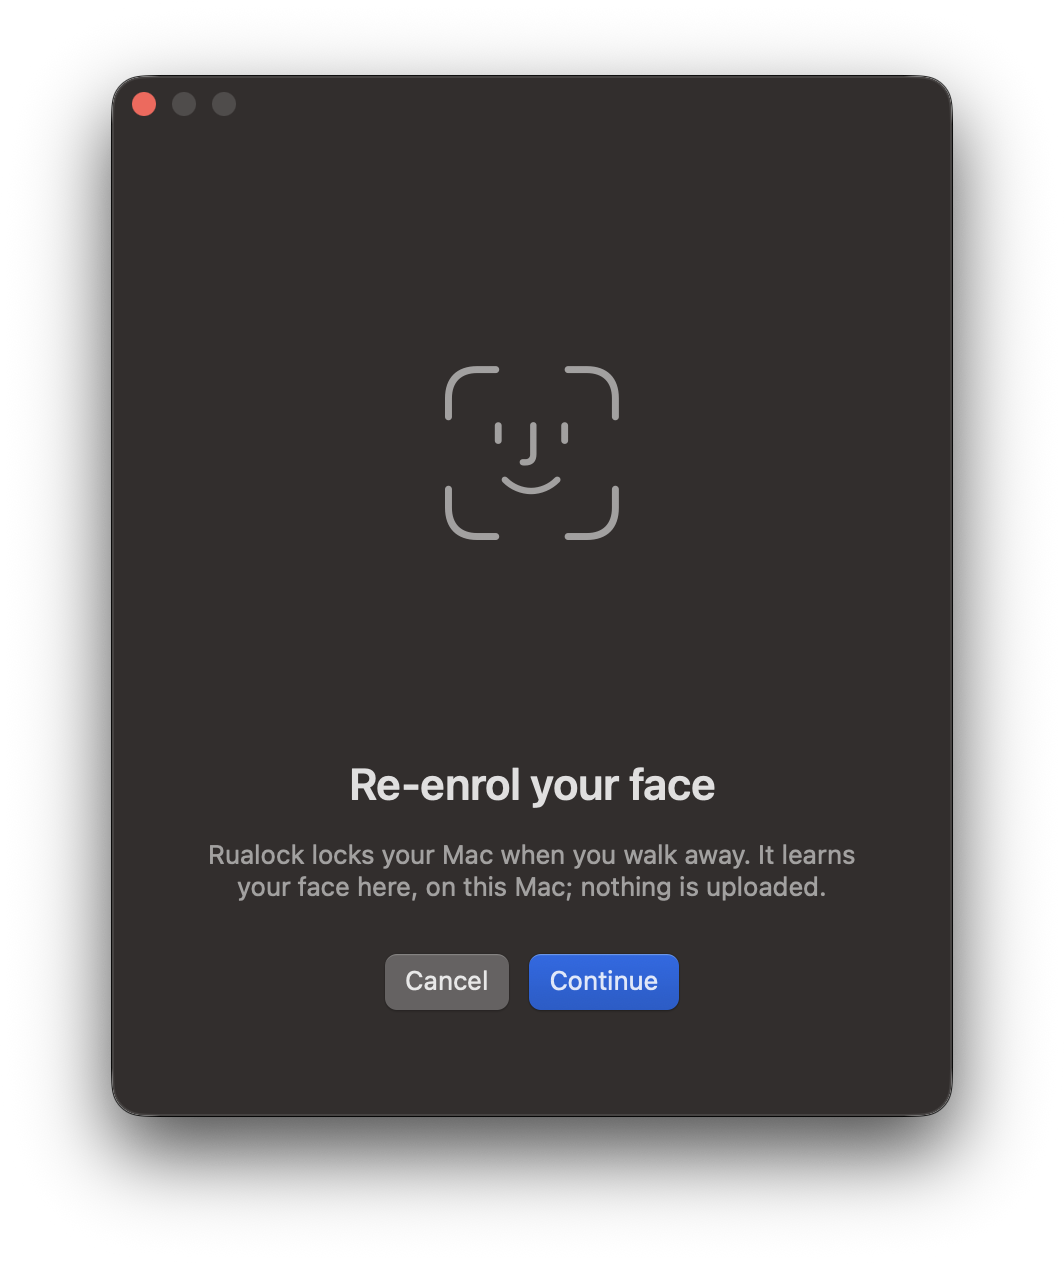 Re-enrol your face
Rualock locks your Mac when you walk away. It learns
your face here, on this Mac; nothing is uploaded.
Cancel
Continue